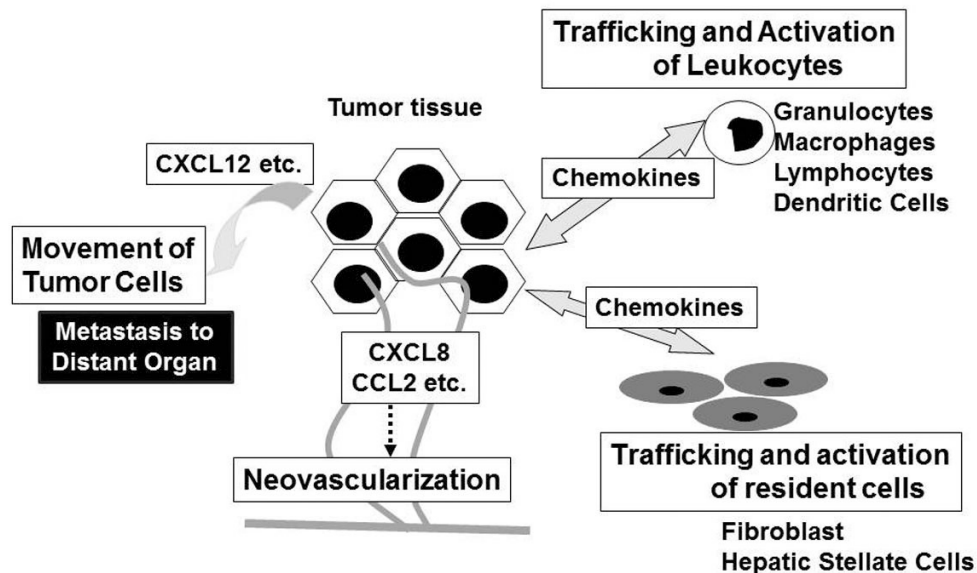 Trafficking and Activation
of Leukocytes
Tumor tissue
Granulocytes
Macrophages
Lymphocytes
Dendritic Cells
CXCL12 etc.
Chemokines
Movement of
Tumor Cells
Metastasis to
Distant Organ
Chemokines
CXCL8
CCL2 etc.
Neovascularization
Trafficking and activation
of resident cells
Fibroblast
Hepatic Stellate Cells